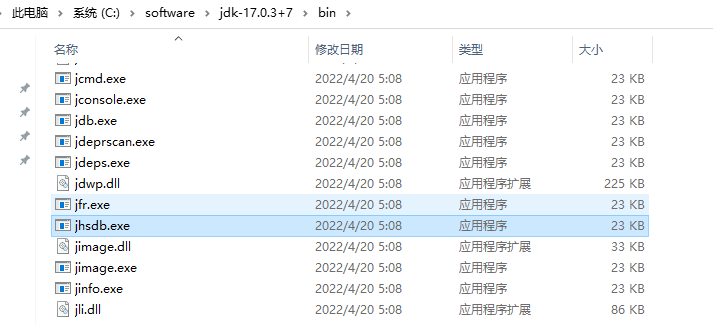 此电脑 > 系统 (C:) > software > jdk-17.0.3+7 > bin >
名称 修改日期 类型 大小
jcmd.exe 2022/4/20 5:08 应用程序 23 KB
jconsole.exe 2022/4/20 5:08 应用程序 23 KB
jdb.exe 2022/4/20 5:08 应用程序 23 KB
jdeprscan.exe 2022/4/20 5:08 应用程序 23 KB
jdeps.exe 2022/4/20 5:08 应用程序 23 KB
jdwp.dll 2022/4/20 5:08 应用程序扩展 225 KB
jfr.exe 2022/4/20 5:08 应用程序 23 KB
jhsdb.exe 2022/4/20 5:08 应用程序 23 KB
jimage.dll 2022/4/20 5:08 应用程序扩展 33 KB
jimage.exe 2022/4/20 5:08 应用程序 23 KB
jinfo.exe 2022/4/20 5:08 应用程序 23 KB
jli.dll 2022/4/20 5:08 应用程序扩展 86 KB